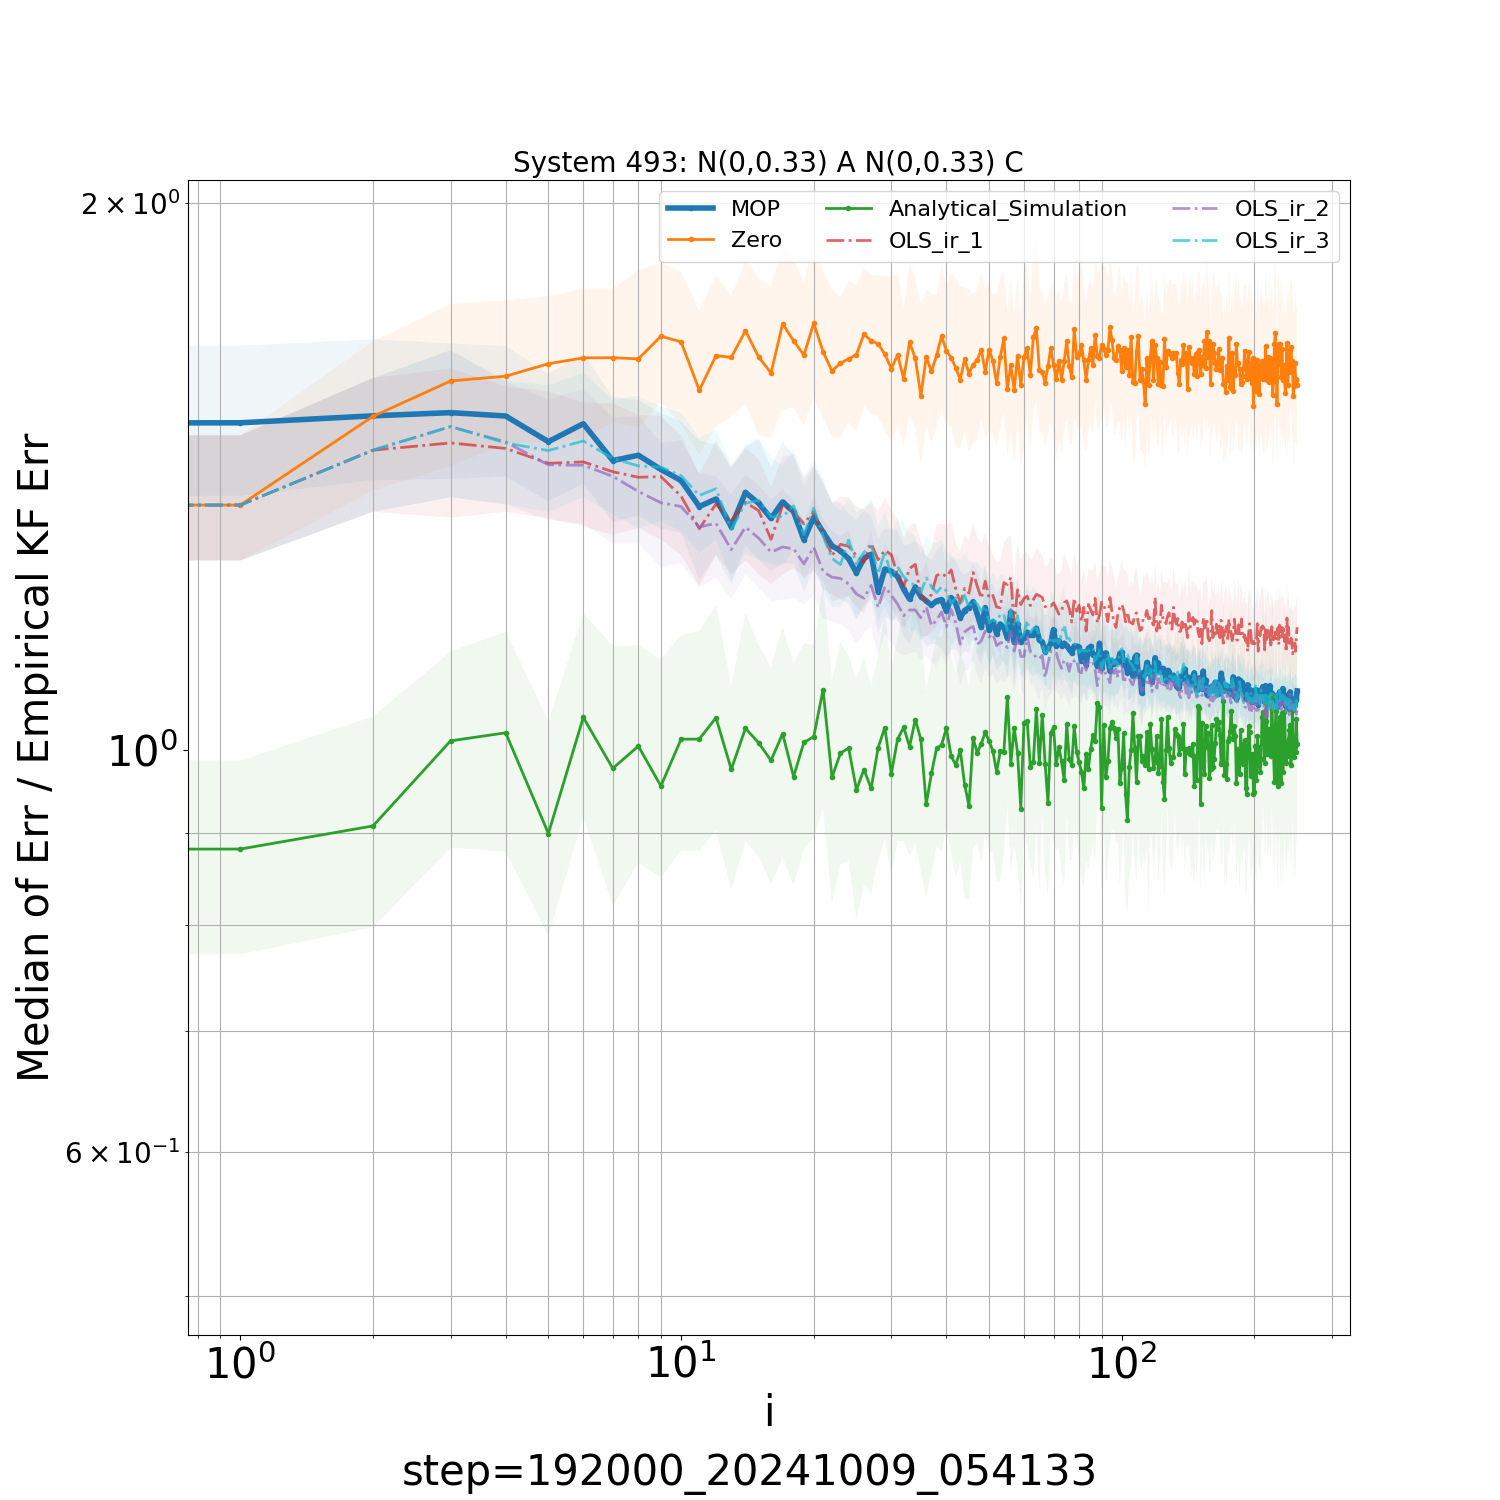 System 493: N(0,0.33) A N(0,0.33) C
MOP
Zero
Analytical_Simulation
OLS_ir_1
OLS_ir_2
OLS_ir_3
2 × 10⁰
10⁰
6 × 10⁻¹
Median of Err / Empirical KF Err
10⁰
10¹
10²
i
step=192000_20241009_054133